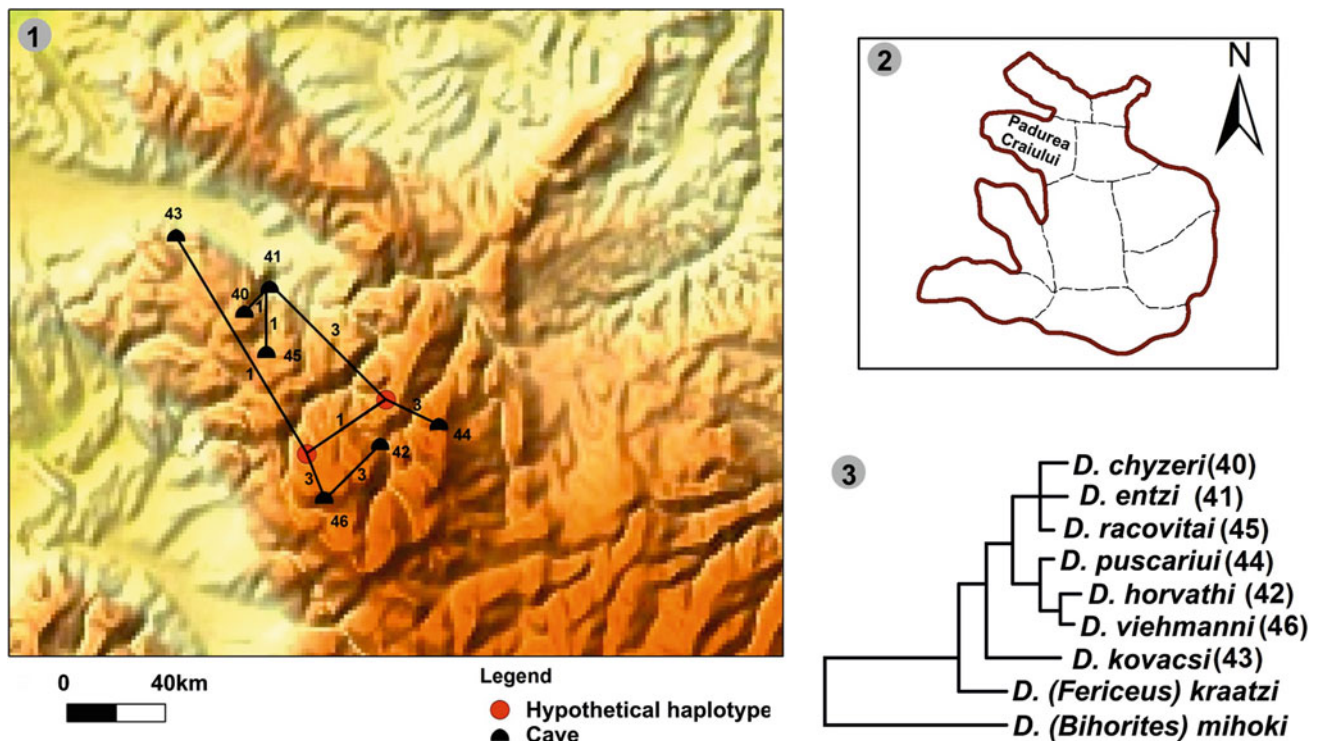 1
43
41
40
1
1
45
3
1
1
3
44
42
3
3
46
0 40km
Legend
Hypothetical haplotype
Cave
2
N
Padurea
Craiului
3
D. chyzeri (40)
D. entzi (41)
D. racovitai (45)
D. puscariui (44)
D. horvathi (42)
D. viehmanni (46)
D. kovacsi (43)
D. (Fericeus) kraatzi
D. (Bihorites) mihoki